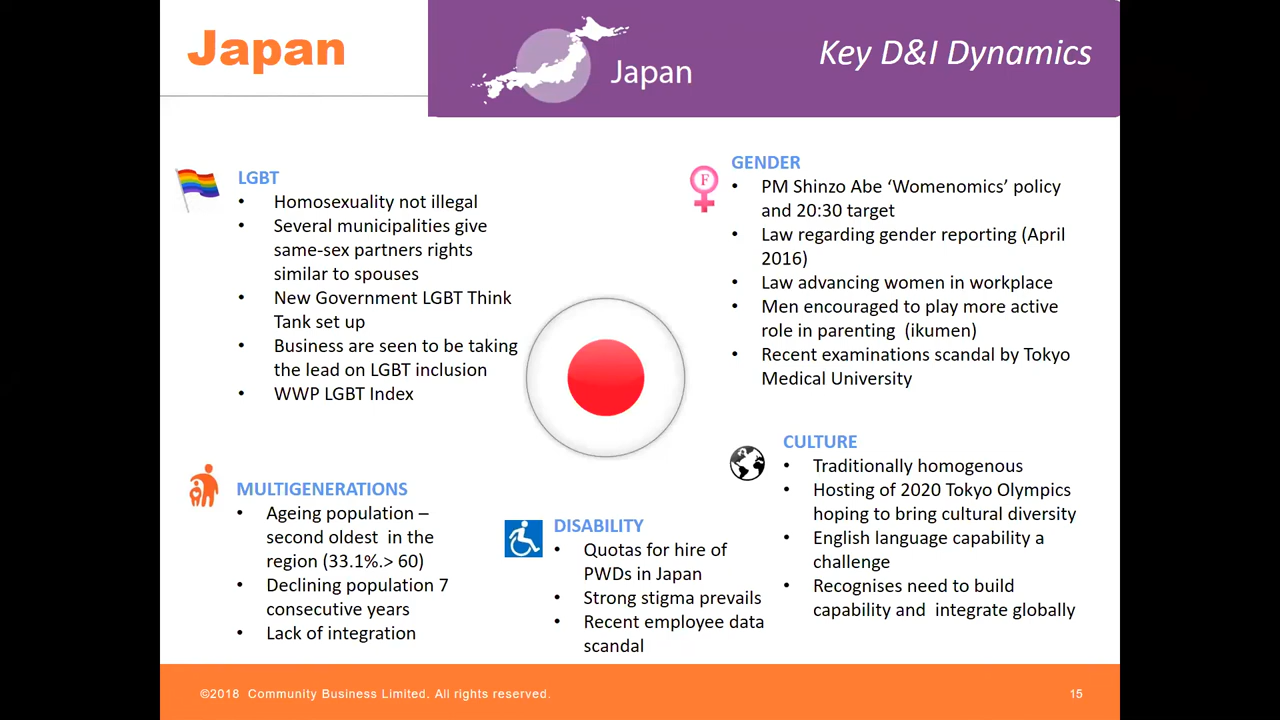 Japan
Japan
Key D&I Dynamics
LGBT
• Homosexuality not illegal
• Several municipalities give
same-sex partners rights
similar to spouses
• New Government LGBT Think
Tank set up
• Business are seen to be taking
the lead on LGBT inclusion
• WWP LGBT Index
F
GENDER
• PM Shinzo Abe ‘Womenomics’ policy
and 20:30 target
• Law regarding gender reporting (April
2016)
• Law advancing women in workplace
• Men encouraged to play more active
role in parenting (ikumen)
• Recent examinations scandal by Tokyo
Medical University
MULTIGENERATIONS
• Ageing population –
second oldest in the
region (33.1%.> 60)
• Declining population 7
consecutive years
• Lack of integration
DISABILITY
• Quotas for hire of
PWDs in Japan
• Strong stigma prevails
• Recent employee data
scandal
CULTURE
• Traditionally homogenous
• Hosting of 2020 Tokyo Olympics
hoping to bring cultural diversity
• English language capability a
challenge
• Recognises need to build
capability and integrate globally
©2018 Community Business Limited. All rights reserved.
15